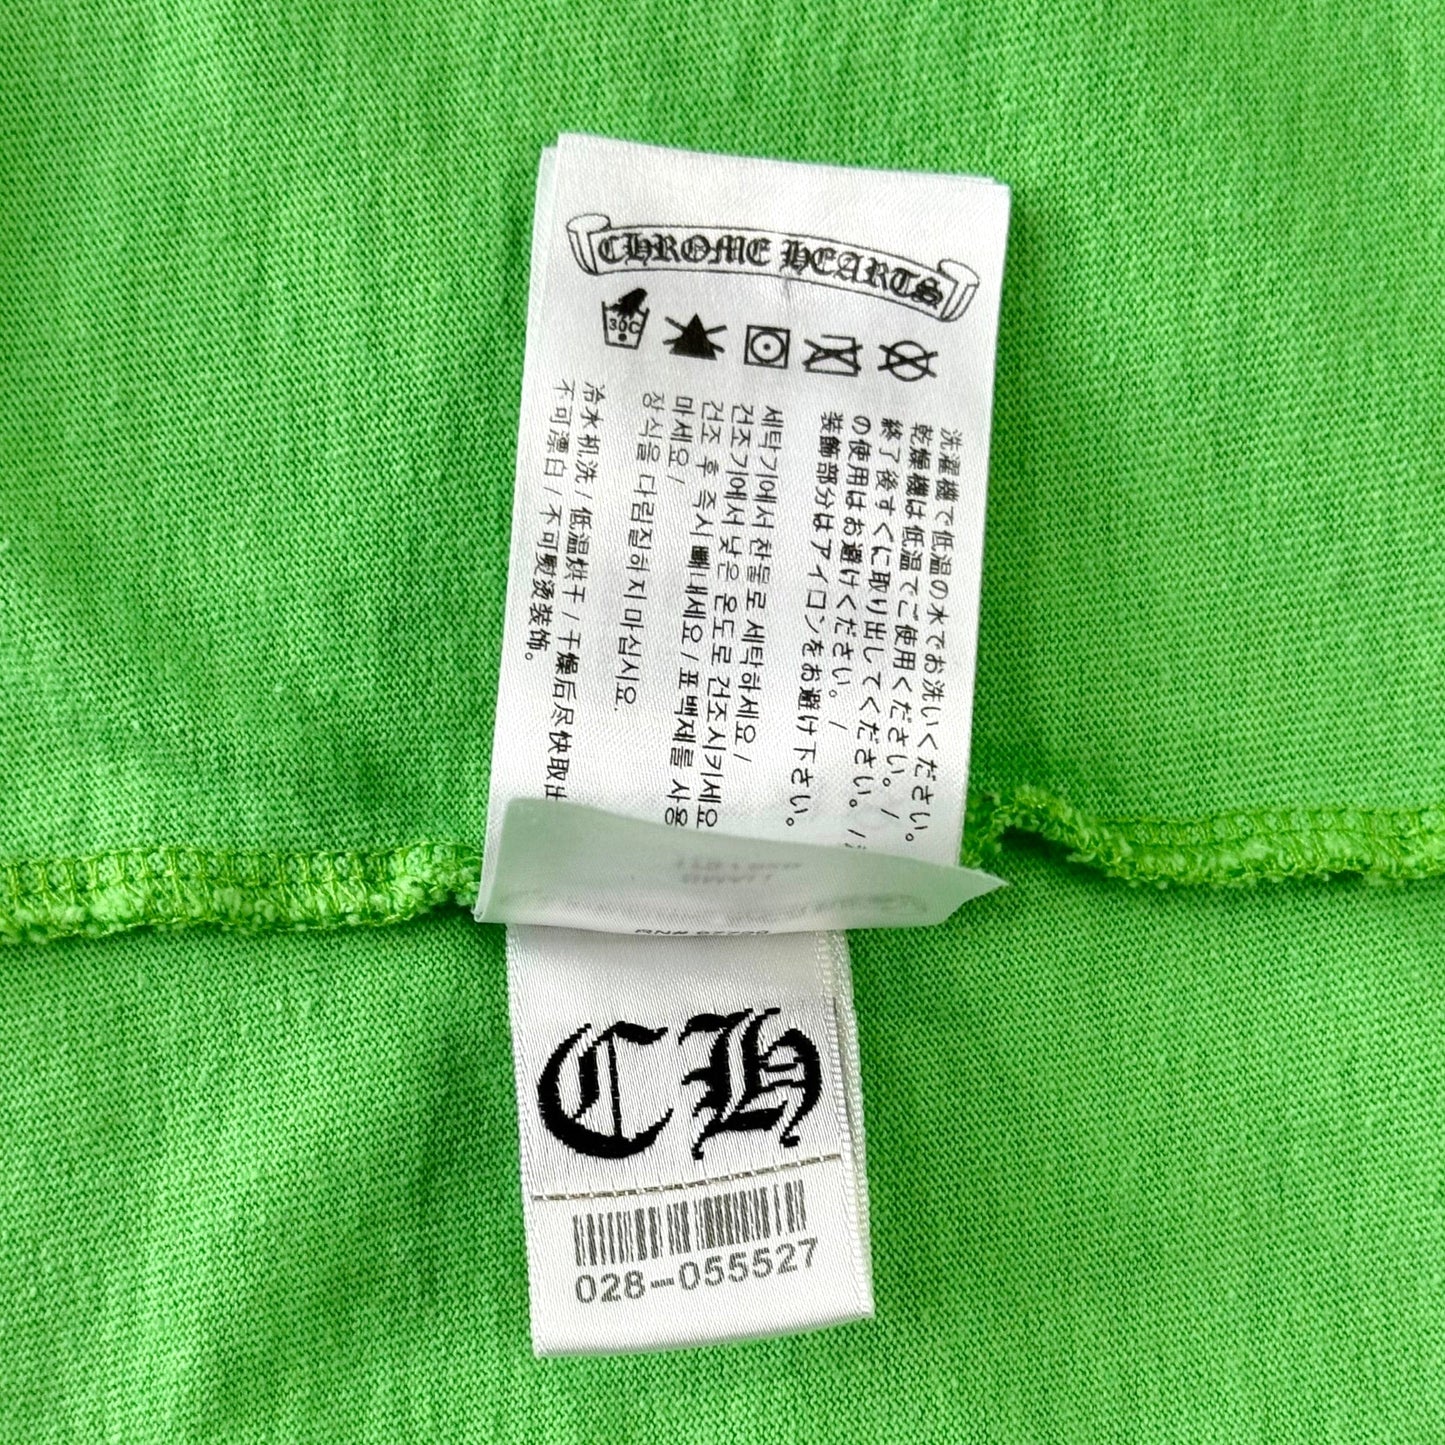 CHROME HEARTS
30C
洗濯機で低温の水でお洗いください。
乾燥機は低温でご使用ください。/
終了後すぐに取り出してください。/
の使用はお避けください。/
装飾部分はアイロンをお避け下さい。
세탁기에서 찬물로 세탁하세요/
건조기에서 낮은 온도로 건조시키세요
건조 후 즉시 빼내세요/표백제를 사용
마세요/
장식을 다림질하지 마십시요.
冷水机洗/低温烘干/干燥后尽快取出
不可漂白/不可熨烫装饰。
CH
028-055527